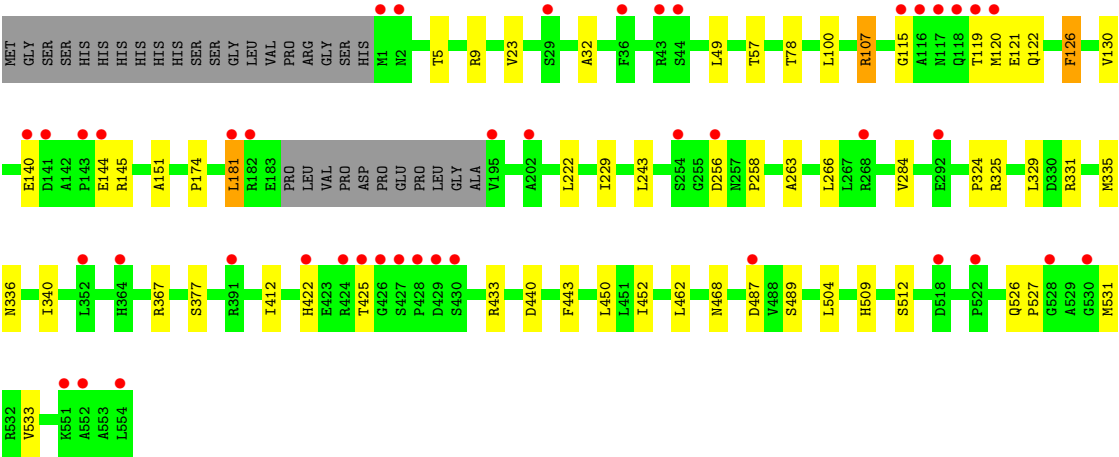 MET GLY SER SER HIS HIS HIS HIS HIS HIS SER SER GLY LEU VAL PRO ARG GLY SER HIS M1 N2 T5 R9 V23 S29 A32 F36 R43 S44 L49 T57 T78 L100 R107 G115 A116 N117 Q118 T119 M120 E121 Q122 F126 V130
E140 D141 A142 P143 E144 R145 A151 P174 L181 R182 E183 PRO LEU VAL PRO ASP PRO GLU PRO LEU GLY ALA V195 A202 L222 I229 L243 S254 G255 D256 N257 P258 A263 L266 L267 R268 V284 E292 P324 R325 L329 D330 R331 M335
N336 I340 L352 H364 R367 S377 R391 I412 H422 E423 R424 T425 G426 S427 P428 D429 S430 R433 D440 F443 L450 L451 I452 L462 N468 D487 V488 S489 L504 H509 S512 D518 P522 Q526 P527 G528 A529 G530 M531
R532 V533 K551 A552 A553 L554